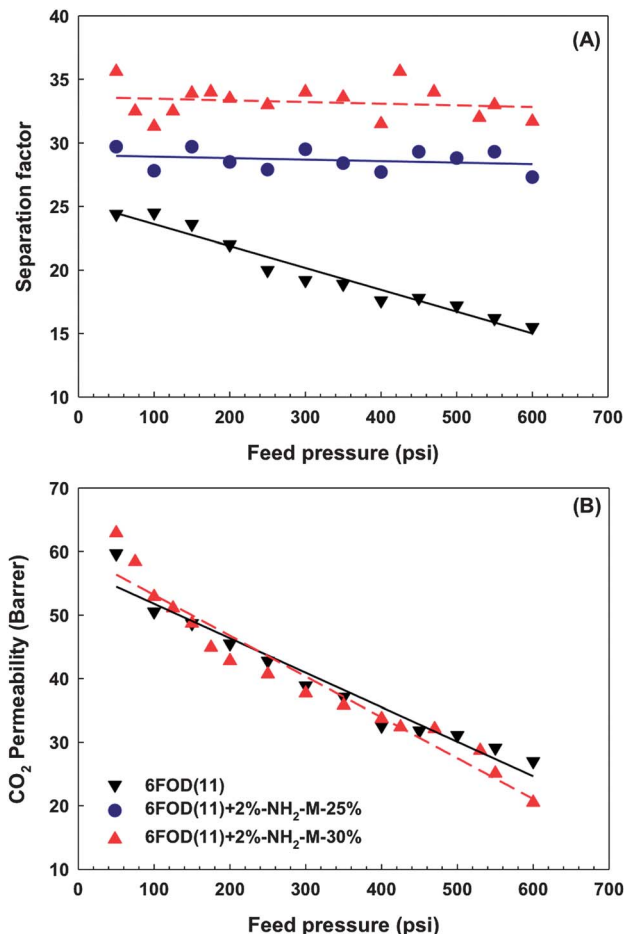 (A)
40
35
30
25
20
15
10
Separation factor
0 100 200 300 400 500 600 700
Feed pressure (psi)
(B)
70
60
50
40
30
20
10
CO₂ Permeability (Barrer)
6FOD(11)
6FOD(11)+2%-NH₂-M-25%
6FOD(11)+2%-NH₂-M-30%
0 100 200 300 400 500 600 700
Feed pressure (psi)